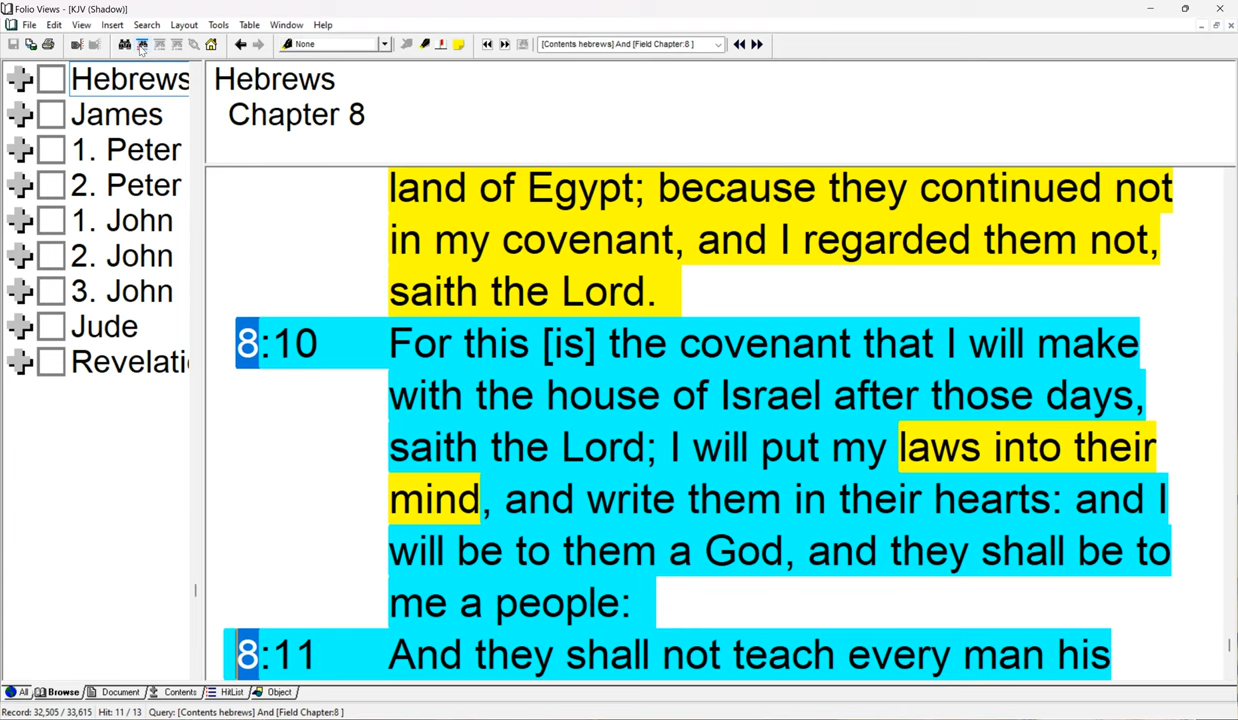 Folio Views - [KJV (Shadow)]
File Edit View Insert Search Layout Tools Table Window Help
None [Contents hebrews] And [Field Chapter:8 ]
Hebrews
James
1. Peter
2. Peter
1. John
2. John
3. John
Jude
Revelati
Hebrews
Chapter 8
land of Egypt; because they continued not
in my covenant, and I regarded them not,
saith the Lord.
8:10 For this [is] the covenant that I will make
with the house of Israel after those days,
saith the Lord; I will put my laws into their
mind, and write them in their hearts: and I
will be to them a God, and they shall be to
me a people:
8:11 And they shall not teach every man his
All Browse Document Contents HitList Object
Record: 32,505 / 33,615 Hit: 11 / 13 Query: [Contents hebrews] And [Field Chapter:8 ]